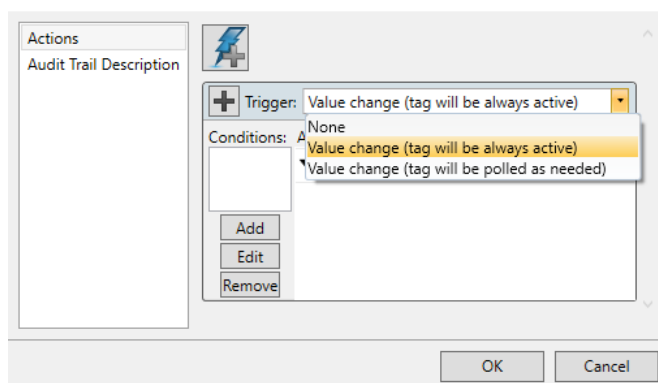 Actions
Audit Trail Description
Trigger: Value change (tag will be always active)
None
Value change (tag will be always active)
Value change (tag will be polled as needed)
Conditions:
Add
Edit
Remove
OK
Cancel